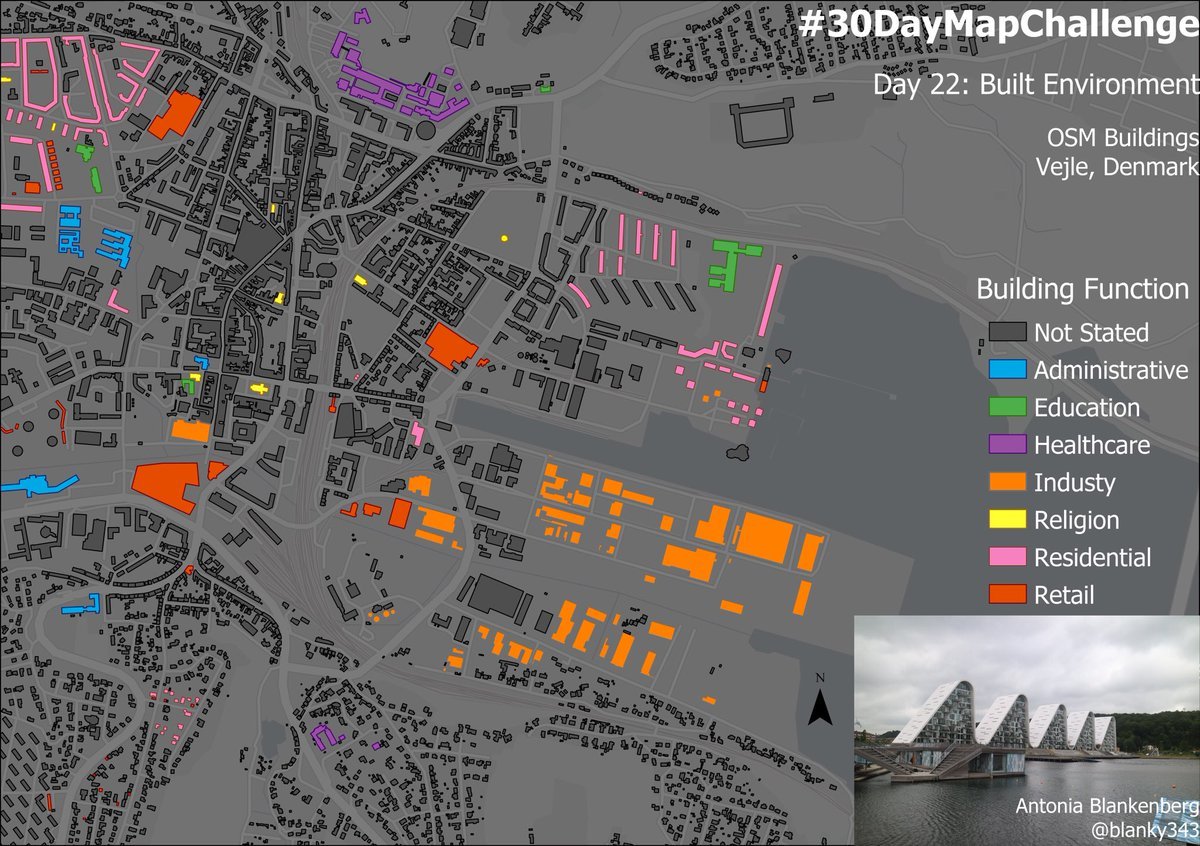 #30DayMapChallenge
Day 22: Built Environment
OSM Buildings
Vejle, Denmark
Building Function
Not Stated
Administrative
Education
Healthcare
Industy
Religion
Residential
Retail
N
Antonia Blankenberg
@blanky343